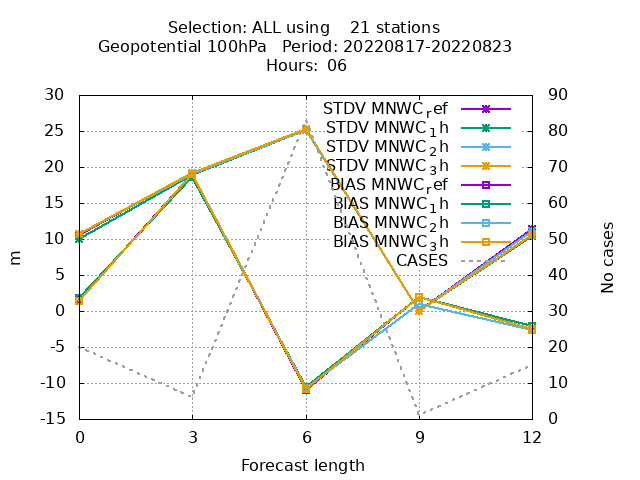 Selection: ALL using 21 stations
Geopotential 100hPa Period: 20220817-20220823
Hours: 06
30 90
25 80
20 70
15 60
10 50
5 40
0 30
-5 20
-10 10
-15 0
STDV MNWC_ref
STDV MNWC_1h
STDV MNWC_2h
STDV MNWC_3h
BIAS MNWC_ref
BIAS MNWC_1h
BIAS MNWC_2h
BIAS MNWC_3h
CASES
m
No cases
0 3 6 9 12
Forecast length